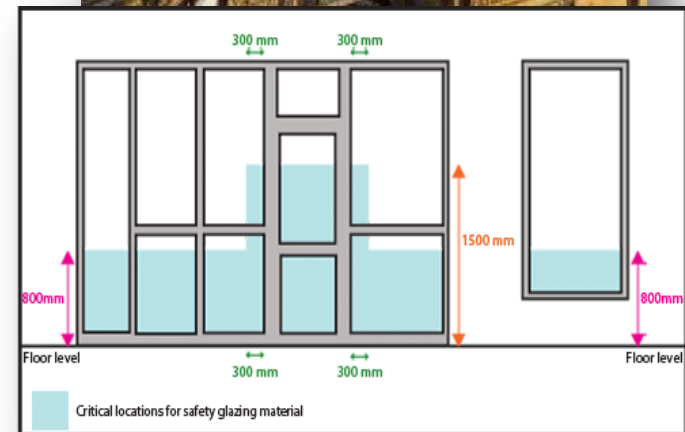 300 mm
300 mm
1500 mm
800mm
800mm
Floor level
Floor level
300 mm
300 mm
Critical locations for safety glazing material